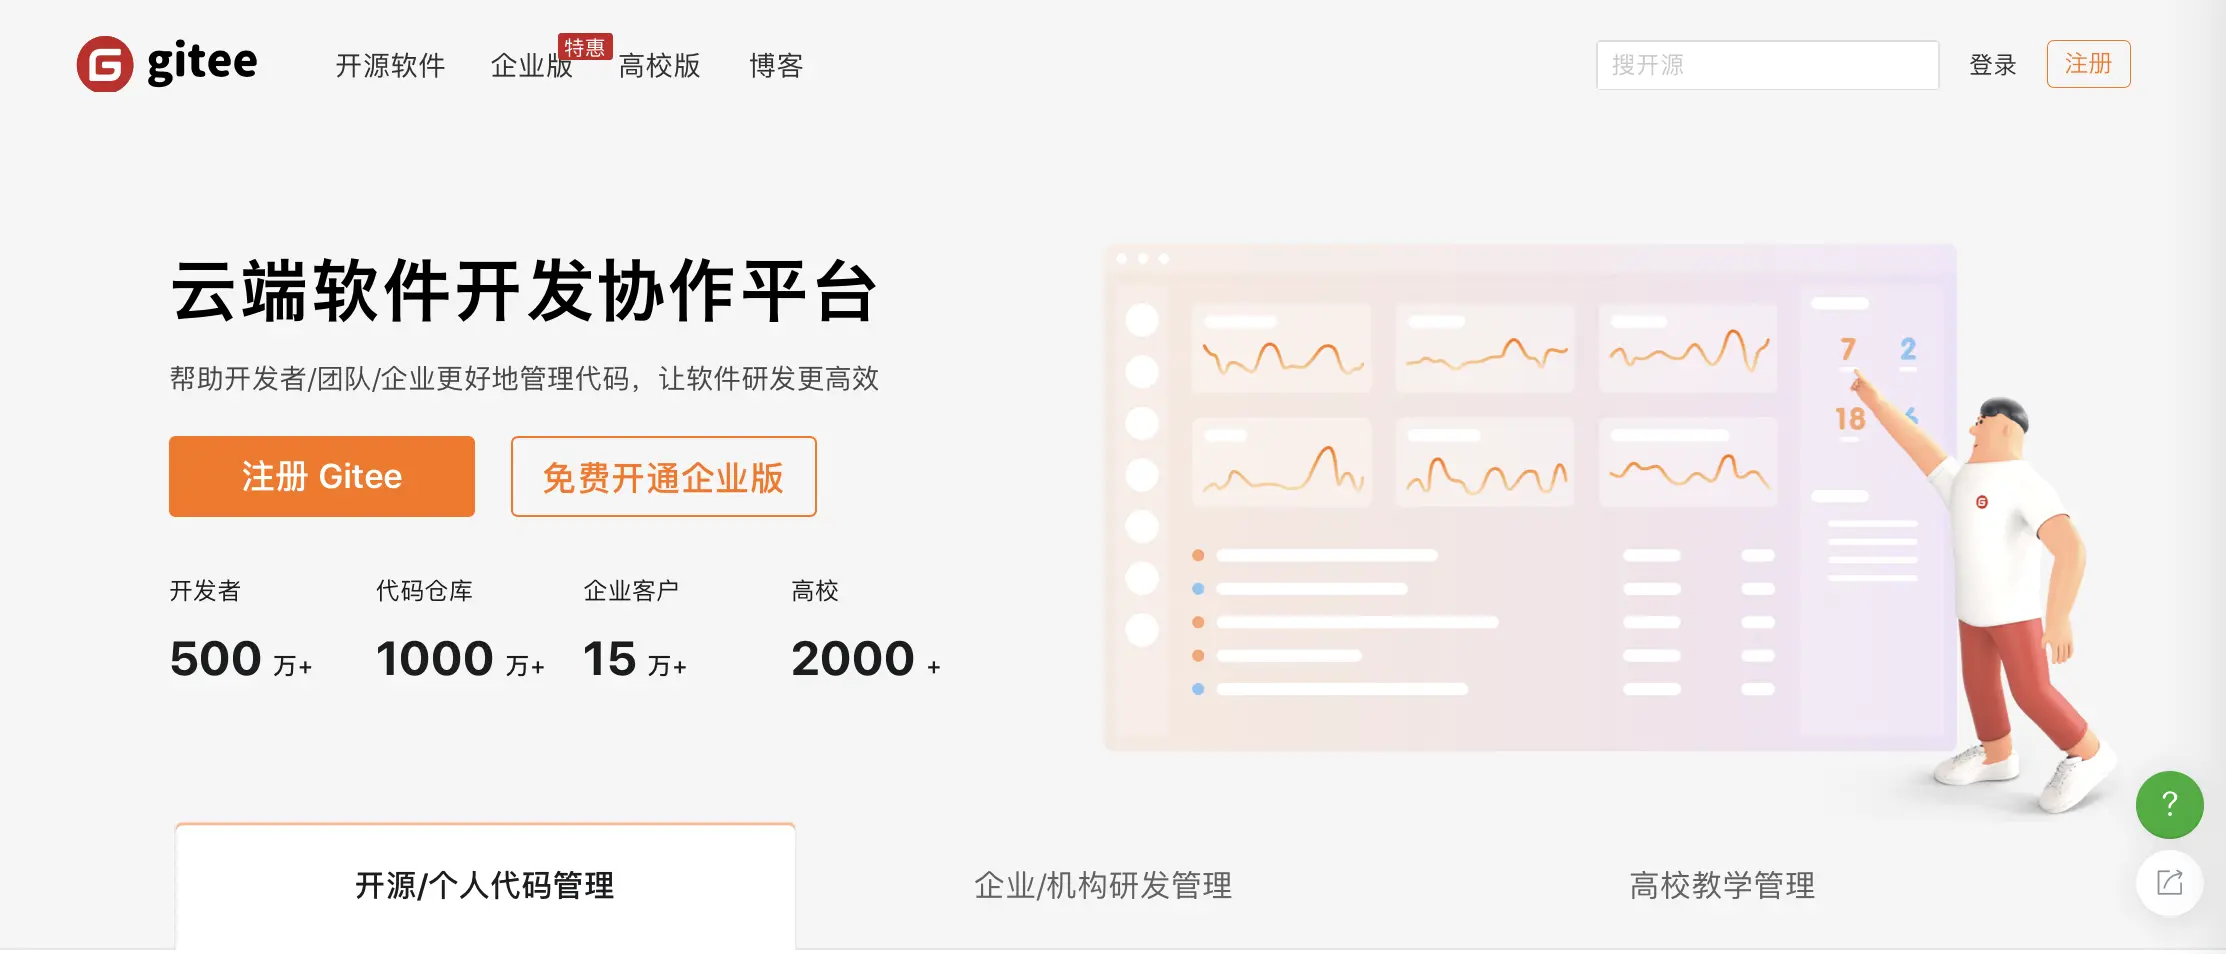 gitee
开源软件 企业版 特惠 高校版 博客
搜开源 登录 注册
云端软件开发协作平台
帮助开发者/团队/企业更好地管理代码，让软件研发更高效
注册 Gitee 免费开通企业版
开发者 代码仓库 企业客户 高校
500 万+ 1000 万+ 15 万+ 2000 +
7 2
18
开源/个人代码管理 企业/机构研发管理 高校教学管理
?